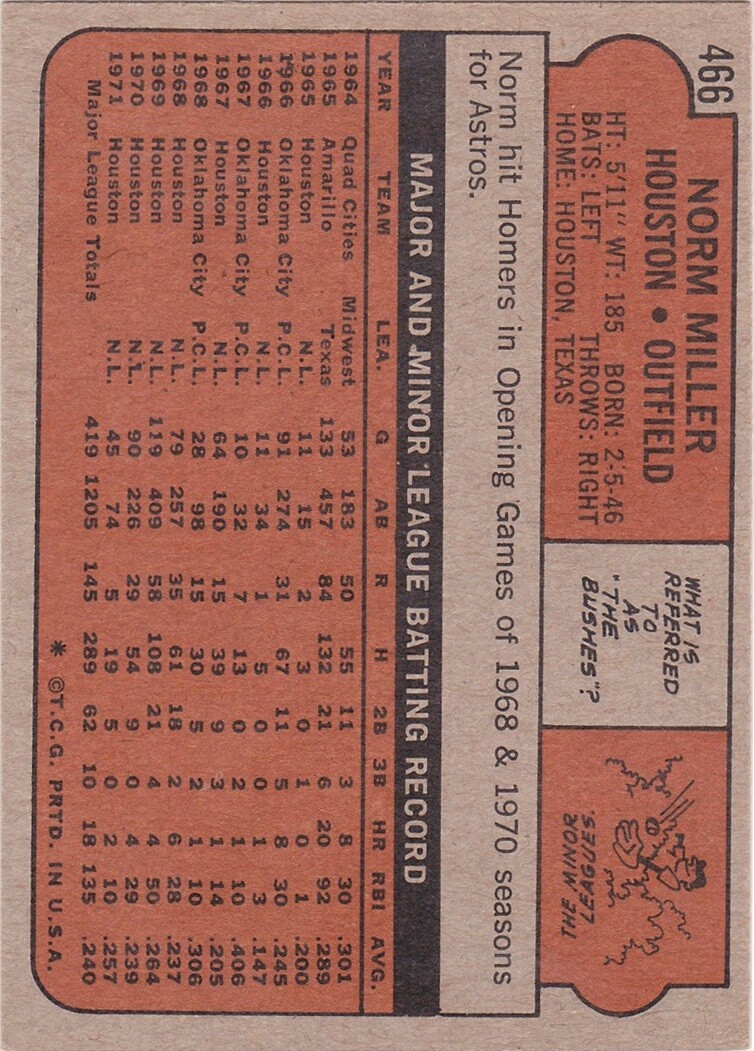 466
NORM MILLER
HOUSTON • OUTFIELD
HT: 5'11" WT: 185 BORN: 2-5-46
BATS: LEFT THROWS: RIGHT
HOME: HOUSTON, TEXAS
WHAT IS
REFERRED
TO
AS
"THE
BUSHES"?
THE MINOR
LEAGUES.
Norm hit Homers in Opening Games of 1968 & 1970 seasons
for Astros.
MAJOR AND MINOR LEAGUE BATTING RECORD
YEAR TEAM LEA. G AB R H 2B 3B HR RBI AVG.
1964 Quad Cities Midwest 53 183 50 55 11 3 8 30 .301
1965 Amarillo Texas 133 457 84 132 21 6 20 92 .289
1965 Houston N.L. 11 15 2 3 0 1 0 1 .200
1966 Oklahoma City P.C.L. 91 274 31 67 11 5 8 30 .245
1966 Houston N.L. 11 34 1 5 0 0 1 3 .147
1967 Oklahoma City P.C.L. 10 32 7 13 0 2 1 10 .406
1967 Houston N.L. 64 190 15 39 9 3 1 14 .205
1968 Oklahoma City P.C.L. 28 98 15 30 5 2 1 10 .306
1968 Houston N.L. 79 257 35 61 18 2 6 28 .237
1969 Houston N.L. 119 409 58 108 21 4 4 50 .264
1970 Houston N.L. 90 226 29 54 9 0 4 29 .239
1971 Houston N.L. 45 74 5 19 5 0 2 10 .257
Major League Totals 419 1205 145 289 62 10 18 135 .240
* ©T.C.G. PRTD. IN U.S.A.